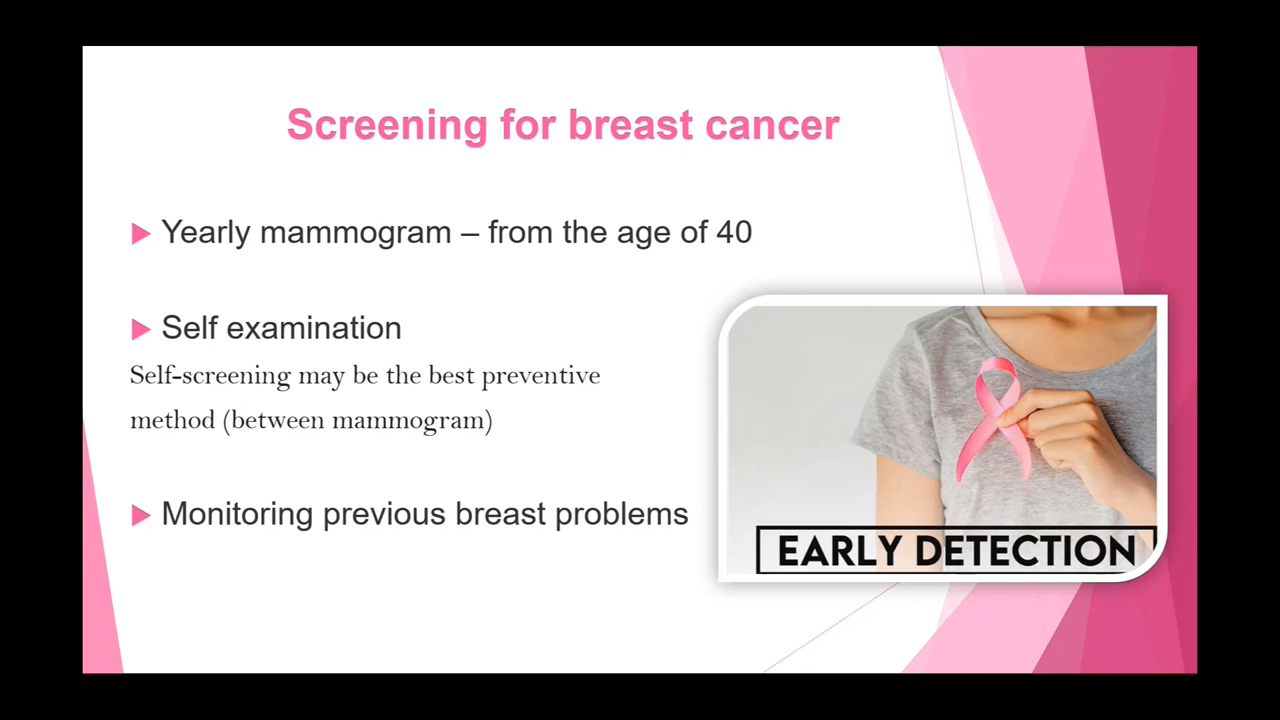 Screening for breast cancer
Yearly mammogram – from the age of 40
Self examination
Self-screening may be the best preventive
method (between mammogram)
Monitoring previous breast problems
EARLY DETECTION